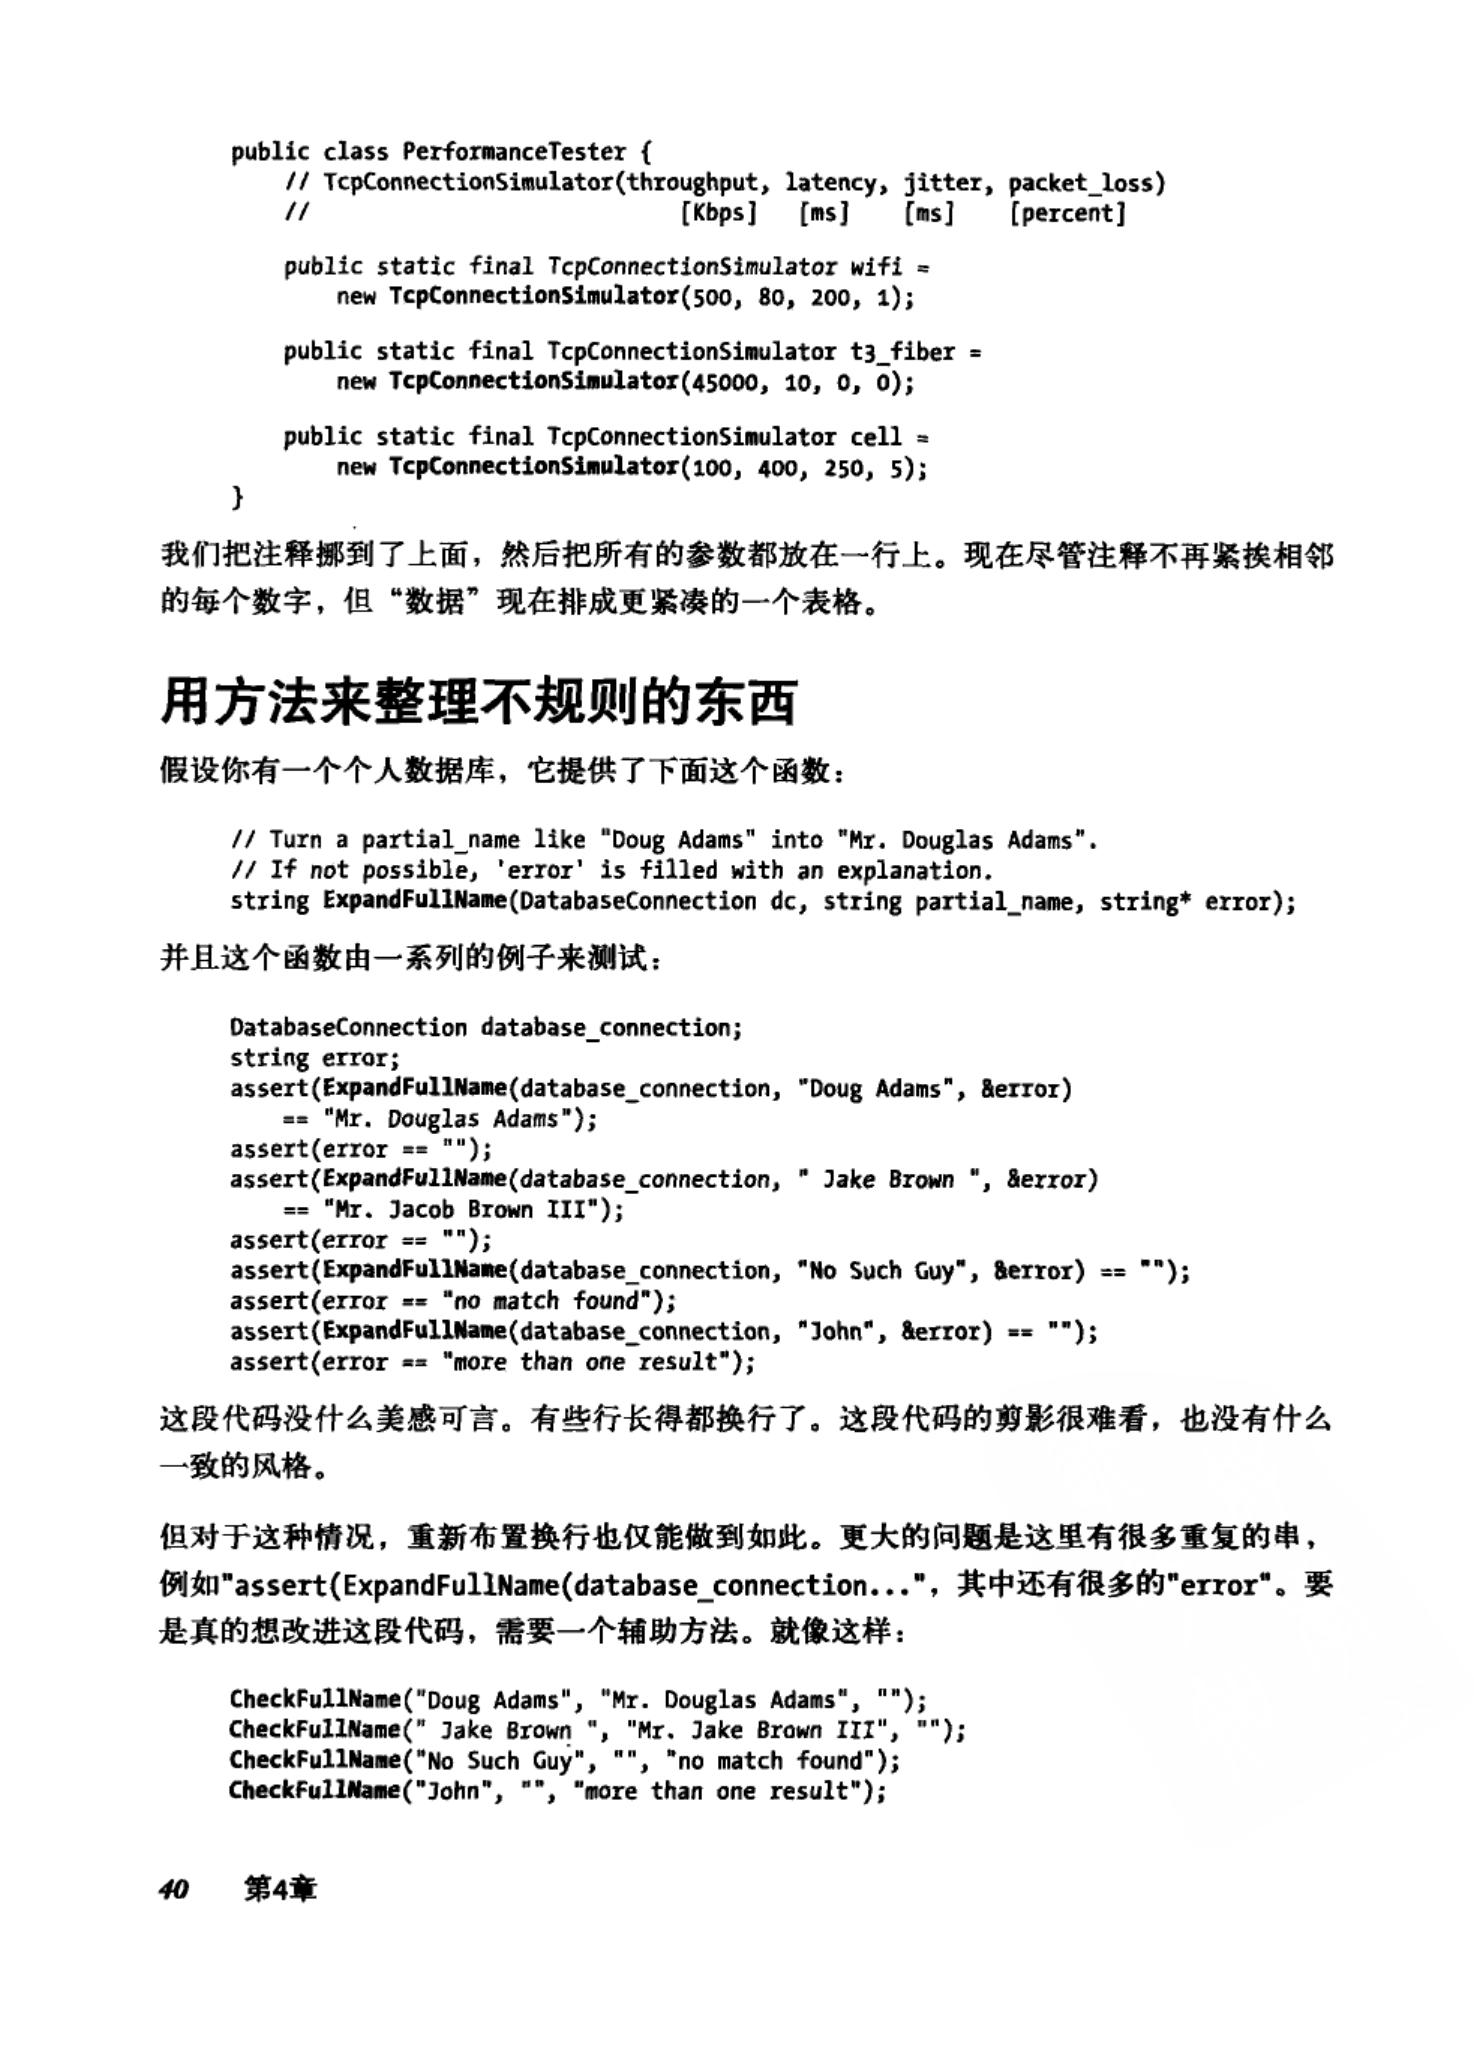 public class PerformanceTester {
    // TcpConnectionSimulator(throughput, latency, jitter, packet_loss)
    //                            [Kbps]   [ms]    [ms]    [percent]
    public static final TcpConnectionSimulator wifi =
        new TcpConnectionSimulator(500, 80, 200, 1);
    public static final TcpConnectionSimulator t3_fiber =
        new TcpConnectionSimulator(45000, 10, 0, 0);
    public static final TcpConnectionSimulator cell =
        new TcpConnectionSimulator(100, 400, 250, 5);
}
我们把注释挪到了上面，然后把所有的参数都放在一行上。现在尽管注释不再紧挨相邻
的每个数字，但“数据”现在排成更紧凑的一个表格。
用方法来整理不规则的东西
假设你有一个个人数据库，它提供了下面这个函数：
// Turn a partial_name like "Doug Adams" into "Mr. Douglas Adams".
// If not possible, 'error' is filled with an explanation.
string ExpandFullName(DatabaseConnection dc, string partial_name, string* error);
并且这个函数由一系列的例子来测试：
DatabaseConnection database_connection;
string error;
assert(ExpandFullName(database_connection, "Doug Adams", &error)
    == "Mr. Douglas Adams");
assert(error == "");
assert(ExpandFullName(database_connection, " Jake Brown ", &error)
    == "Mr. Jacob Brown III");
assert(error == "");
assert(ExpandFullName(database_connection, "No Such Guy", &error) == "");
assert(error == "no match found");
assert(ExpandFullName(database_connection, "John", &error) == "");
assert(error == "more than one result");
这段代码没什么美感可言。有些行长得都换行了。这段代码的剪影很难看，也没有什么
一致的风格。
但对于这种情况，重新布置换行也仅能做到如此。更大的问题是这里有很多重复的串，
例如"assert(ExpandFullName(database_connection..."，其中还有很多的"error"。要
是真的想改进这段代码，需要一个辅助方法。就像这样：
CheckFullName("Doug Adams", "Mr. Douglas Adams", "");
CheckFullName(" Jake Brown ", "Mr. Jake Brown III", "");
CheckFullName("No Such Guy", "", "no match found");
CheckFullName("John", "", "more than one result");
40 第4章